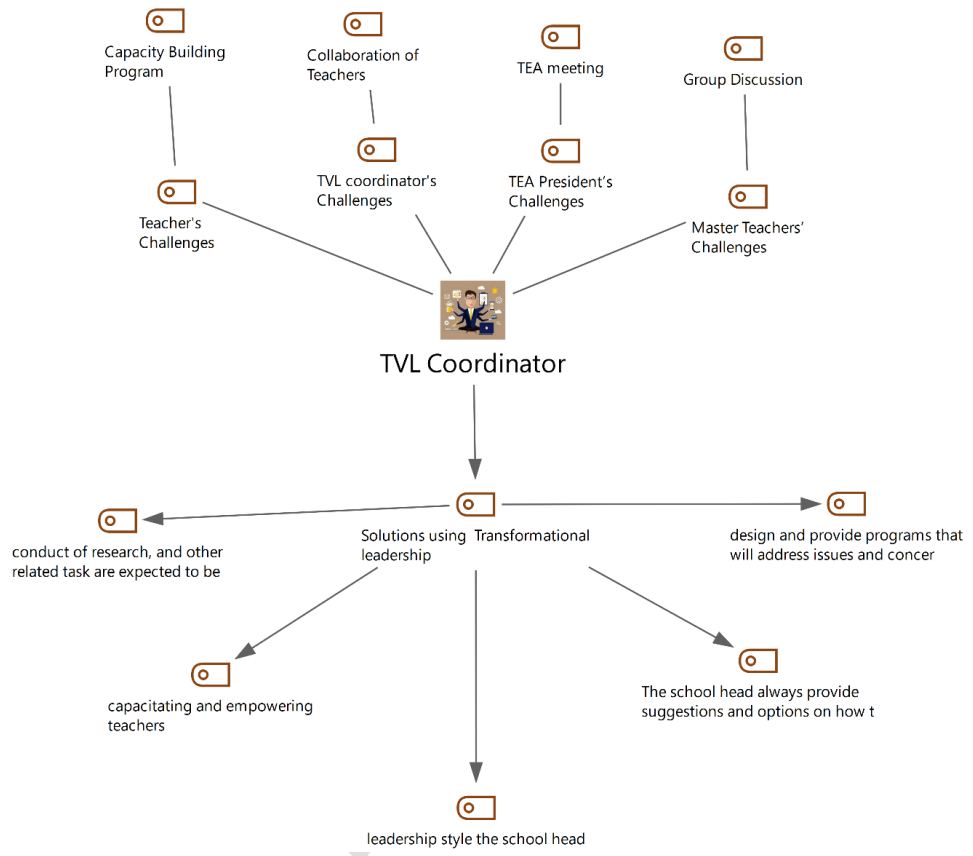 Capacity Building
Program
Collaboration of
Teachers
TEA meeting
Group Discussion
Teacher's
Challenges
TVL coordinator's
Challenges
TEA President's
Challenges
Master Teachers'
Challenges
TVL Coordinator
conduct of research, and other
related task are expected to be
Solutions using Transformational
leadership
design and provide programs that
will address issues and concer
capacitating and empowering
teachers
The school head always provide
suggestions and options on how t
leadership style the school head